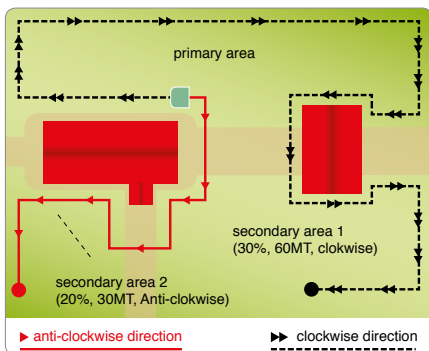 primary area
secondary area 1
(30%, 60MT, clokwise)
secondary area 2
(20%, 30MT, Anti-clokwise)
anti-clockwise direction
clockwise direction